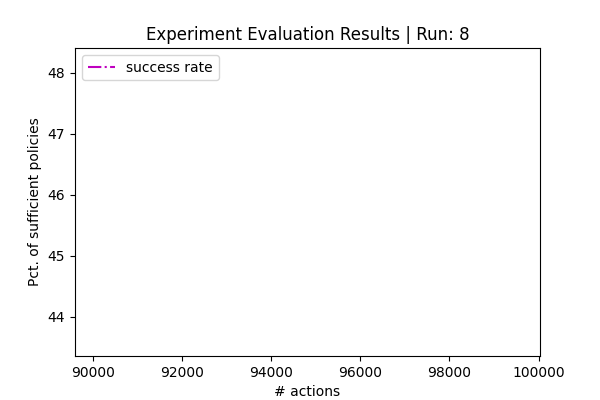 Experiment Evaluation Results | Run: 8
success rate
Pct. of sufficient policies
48
47
46
45
44
90000 92000 94000 96000 98000 100000
# actions